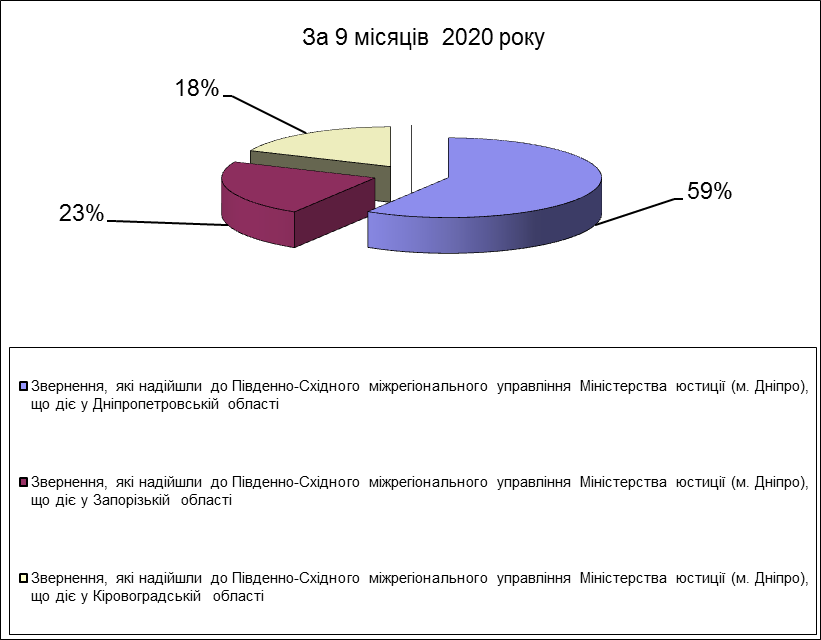 За 9 місяців 2020 року
18%
59%
23%
Звернення, які надійшли до Південно-Східного міжрегіонального управління Міністерства юстиції (м. Дніпро),
що діє у Дніпропетровській області
Звернення, які надійшли до Південно-Східного міжрегіонального управління Міністерства юстиції (м. Дніпро),
що діє у Запорізькій області
Звернення, які надійшли до Південно-Східного міжрегіонального управління Міністерства юстиції (м. Дніпро),
що діє у Кіровоградській області